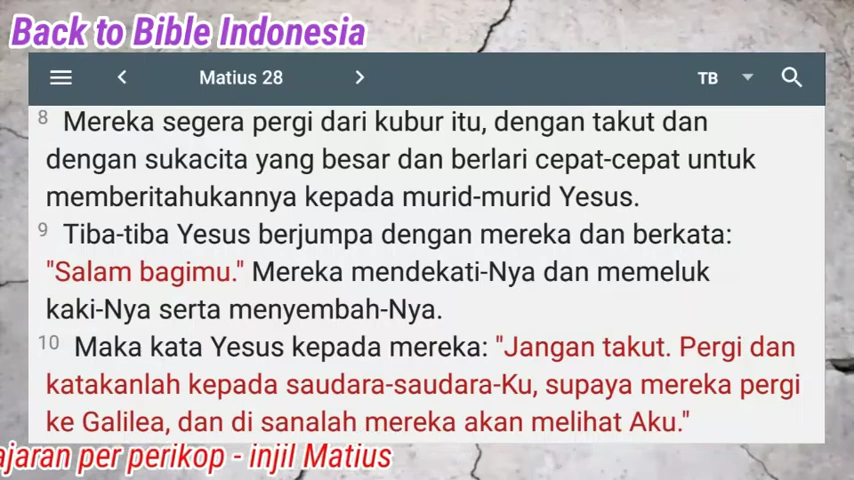 Back to Bible Indonesia
Matius 28
TB
8 Mereka segera pergi dari kubur itu, dengan takut dan
dengan sukacita yang besar dan berlari cepat-cepat untuk
memberitahukannya kepada murid-murid Yesus.
9 Tiba-tiba Yesus berjumpa dengan mereka dan berkata:
"Salam bagimu." Mereka mendekati-Nya dan memeluk
kaki-Nya serta menyembah-Nya.
10 Maka kata Yesus kepada mereka: "Jangan takut. Pergi dan
katakanlah kepada saudara-saudara-Ku, supaya mereka pergi
ke Galilea, dan di sanalah mereka akan melihat Aku."
ajaran per perikop - injil Matius